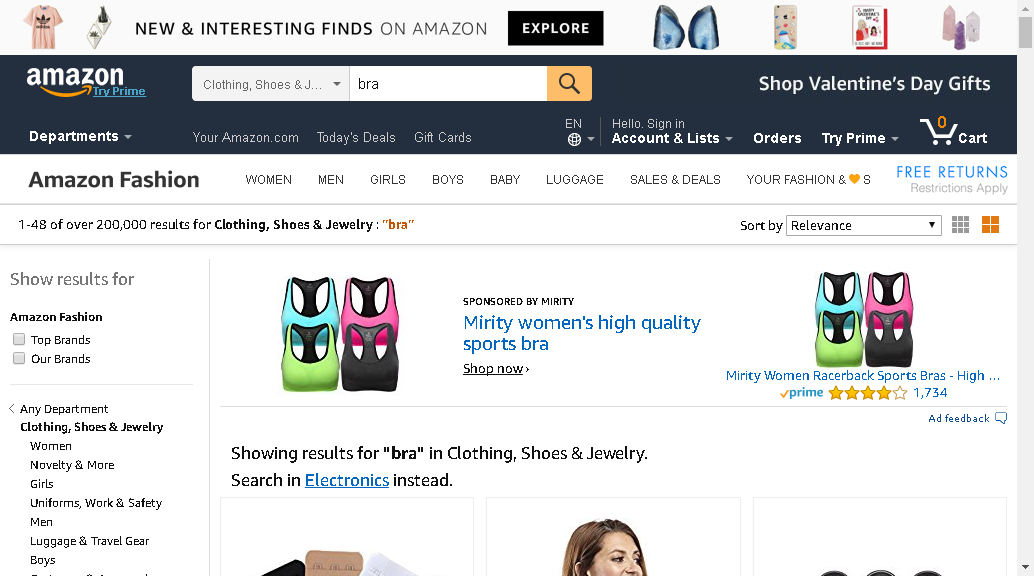 NEW & INTERESTING FINDS ON AMAZON
EXPLORE
amazon
Try Prime
Clothing, Shoes & J...
bra
Shop Valentine's Day Gifts
Departments
Your Amazon.com
Today's Deals
Gift Cards
EN
Hello. Sign in
Account & Lists
Orders
Try Prime
0
Cart
Amazon Fashion
WOMEN
MEN
GIRLS
BOYS
BABY
LUGGAGE
SALES & DEALS
YOUR FASHION & 🧡 S
FREE RETURNS
Restrictions Apply
1-48 of over 200,000 results for Clothing, Shoes & Jewelry : "bra"
Sort by
Relevance
Show results for
Amazon Fashion
Top Brands
Our Brands
Any Department
Clothing, Shoes & Jewelry
Women
Novelty & More
Girls
Uniforms, Work & Safety
Men
Luggage & Travel Gear
Boys
SPONSORED BY MIRITY
Mirity women's high quality
sports bra
Shop now ›
Mirity Women Racerback Sports Bras - High ...
prime
1,734
Ad feedback
Showing results for "bra" in Clothing, Shoes & Jewelry.
Search in Electronics instead.